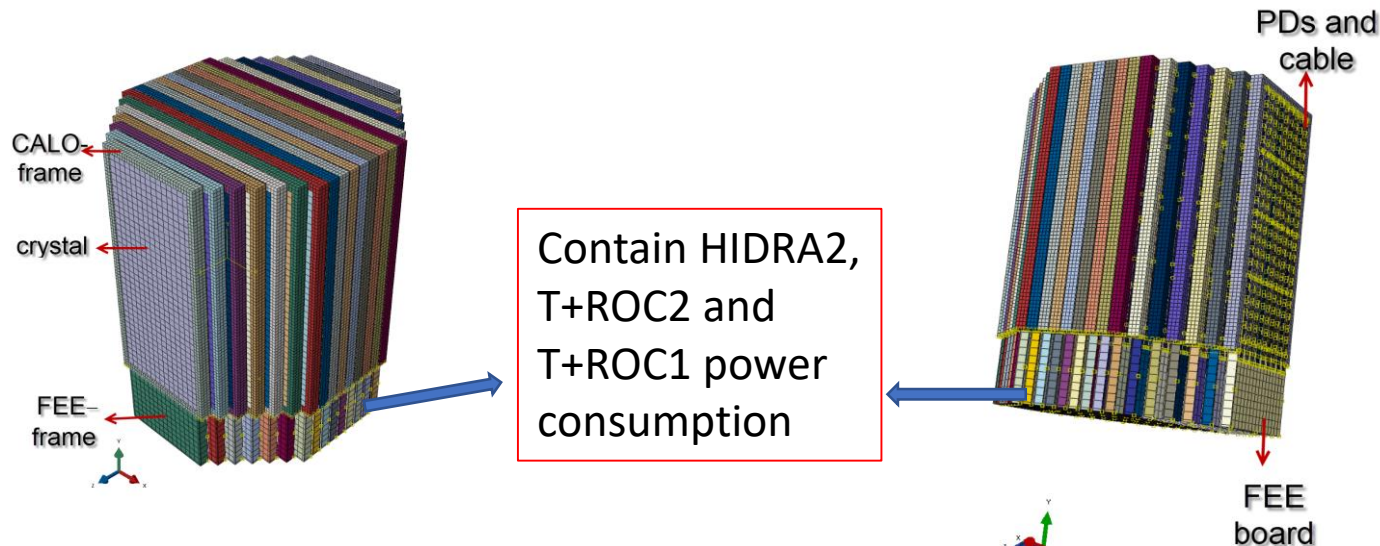 CALO-
frame
crystal
FEE–
frame
Y
Z
X
Contain HIDRA2,
T+ROC2 and
T+ROC1 power
consumption
PDs and
cable
FEE
board
Y
X